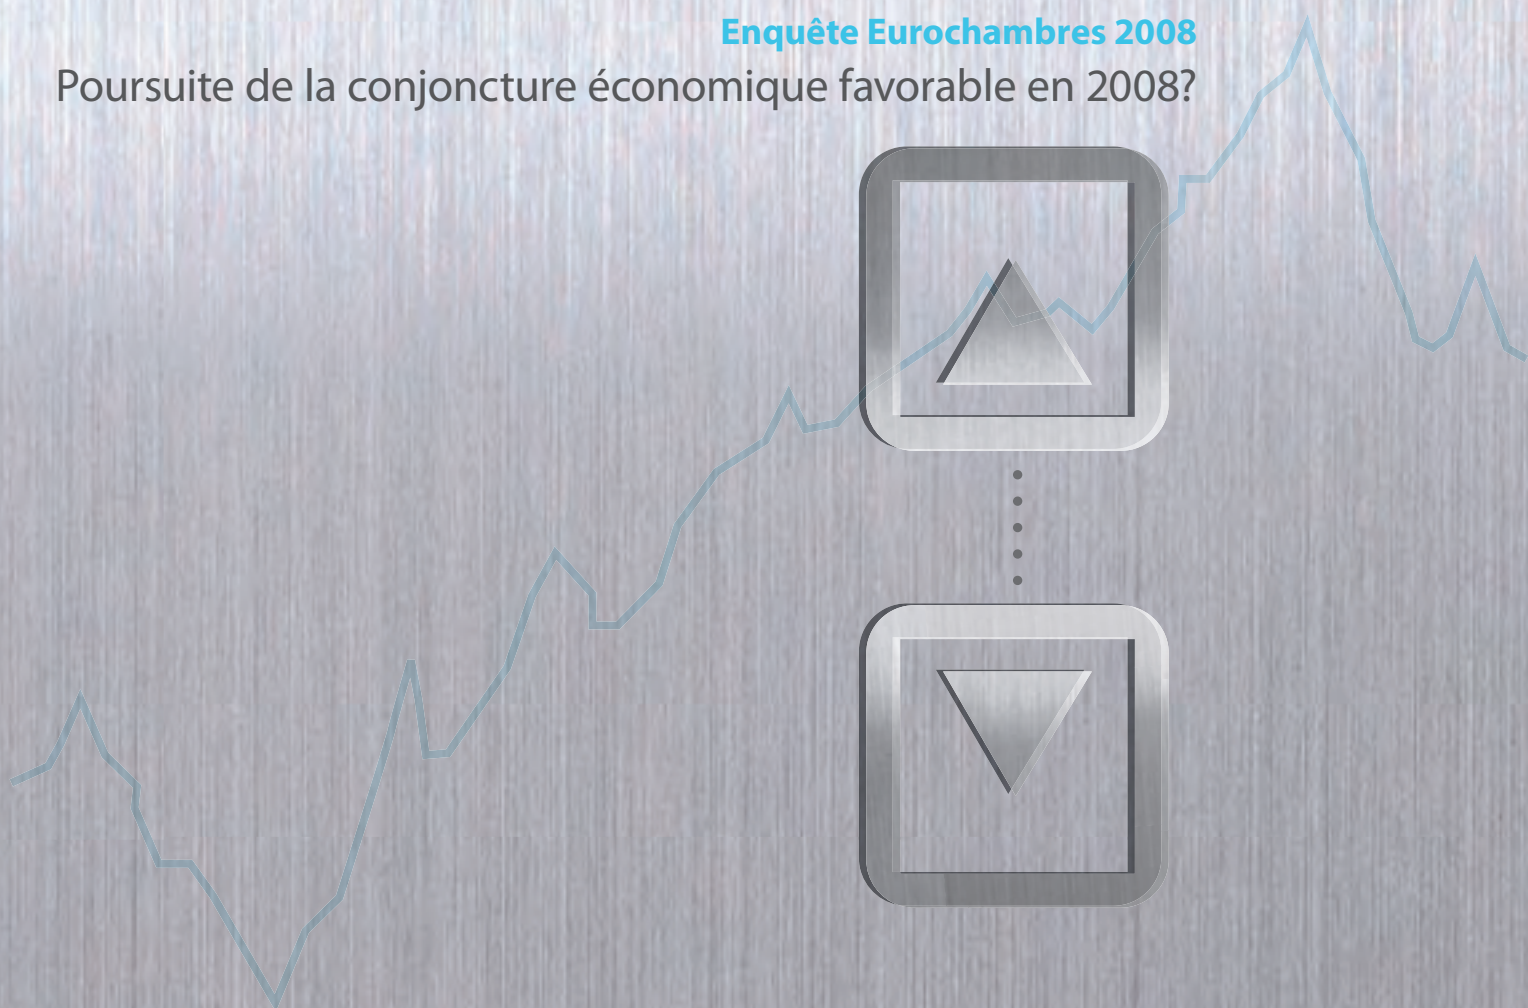 Enquête Eurochambres 2008
Poursuite de la conjoncture économique favorable en 2008?